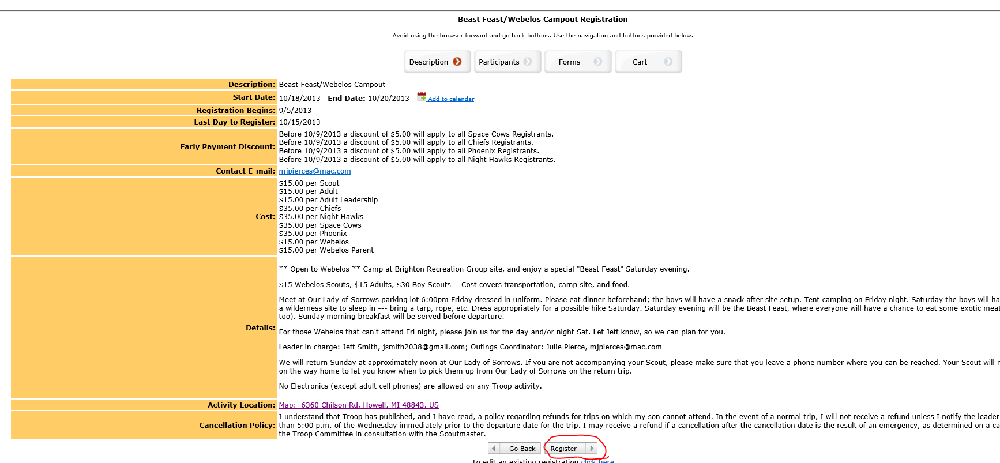 Beast Feast/Webelos Campout Registration
Avoid using the browser forward and go back buttons. Use the navigation and buttons provided below.
Description Participants Forms Cart
Description: Beast Feast/Webelos Campout
Start Date: 10/18/2013 End Date: 10/20/2013 Add to calendar
Registration Begins: 9/5/2013
Last Day to Register: 10/15/2013
Early Payment Discount:
Before 10/9/2013 a discount of $5.00 will apply to all Space Cows Registrants.
Before 10/9/2013 a discount of $5.00 will apply to all Chiefs Registrants.
Before 10/9/2013 a discount of $5.00 will apply to all Phoenix Registrants.
Before 10/9/2013 a discount of $5.00 will apply to all Night Hawks Registrants.
Contact E-mail: mjpierces@mac.com
Cost:
$15.00 per Scout
$15.00 per Adult
$15.00 per Adult Leadership
$35.00 per Chiefs
$35.00 per Night Hawks
$35.00 per Space Cows
$35.00 per Phoenix
$15.00 per Webelos
$15.00 per Webelos Parent
Details:
** Open to Webelos ** Camp at Brighton Recreation Group site, and enjoy a special "Beast Feast" Saturday evening.
$15 Webelos Scouts, $15 Adults, $30 Boy Scouts - Cost covers transportation, camp site, and food.
Meet at Our Lady of Sorrows parking lot 6:00pm Friday dressed in uniform. Please eat dinner beforehand; the boys will have a snack after site setup. Tent camping on Friday night. Saturday the boys will
a wilderness site to sleep in --- bring a tarp, rope, etc. Dress appropriately for a possible hike Saturday. Saturday evening will be the Beast Feast, where everyone will have a chance to eat some exotic
too). Sunday morning breakfast will be served before departure.
For those Webelos that can't attend Fri night, please join us for the day and/or night Sat. Let Jeff know, so we can plan for you.
Leader in charge: Jeff Smith, jsmith2038@gmail.com; Outings Coordinator: Julie Pierce, mjpierces@mac.com
We will return Sunday at approximately noon at Our Lady of Sorrows. If you are not accompanying your Scout, please make sure that you leave a phone number where you can be reached. Your Scout will
on the way home to let you know when to pick them up from Our Lady of Sorrows on the return trip.
No Electronics (except adult cell phones) are allowed on any Troop activity.
Activity Location: Map: 6360 Chilson Rd, Howell, MI 48843, US
Cancellation Policy:
I understand that Troop has published, and I have read, a policy regarding refunds for trips on which my son cannot attend. In the event of a normal trip, I will not receive a refund unless I notify the leader
than 5:00 p.m. of the Wednesday immediately prior to the departure date for the trip. I may receive a refund if a cancellation after the cancellation date is the result of an emergency, as determined on a
the Troop Committee in consultation with the Scoutmaster.
Go Back Register
To edit an existing registration click here